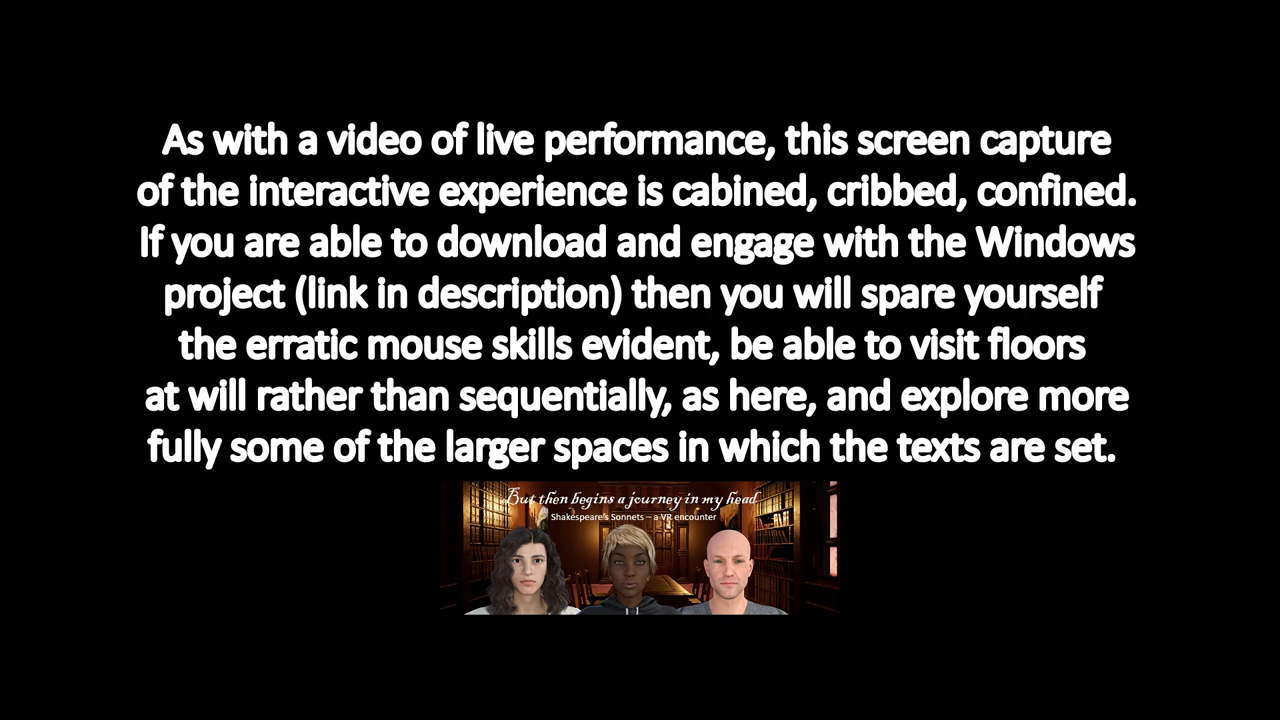 As with a video of live performance, this screen capture
of the interactive experience is cabined, cribbed, confined.
If you are able to download and engage with the Windows
project (link in description) then you will spare yourself
the erratic mouse skills evident, be able to visit floors
at will rather than sequentially, as here, and explore more
fully some of the larger spaces in which the texts are set.
But then begins a journey in my head
Shakespeare's Sonnets – a VR encounter